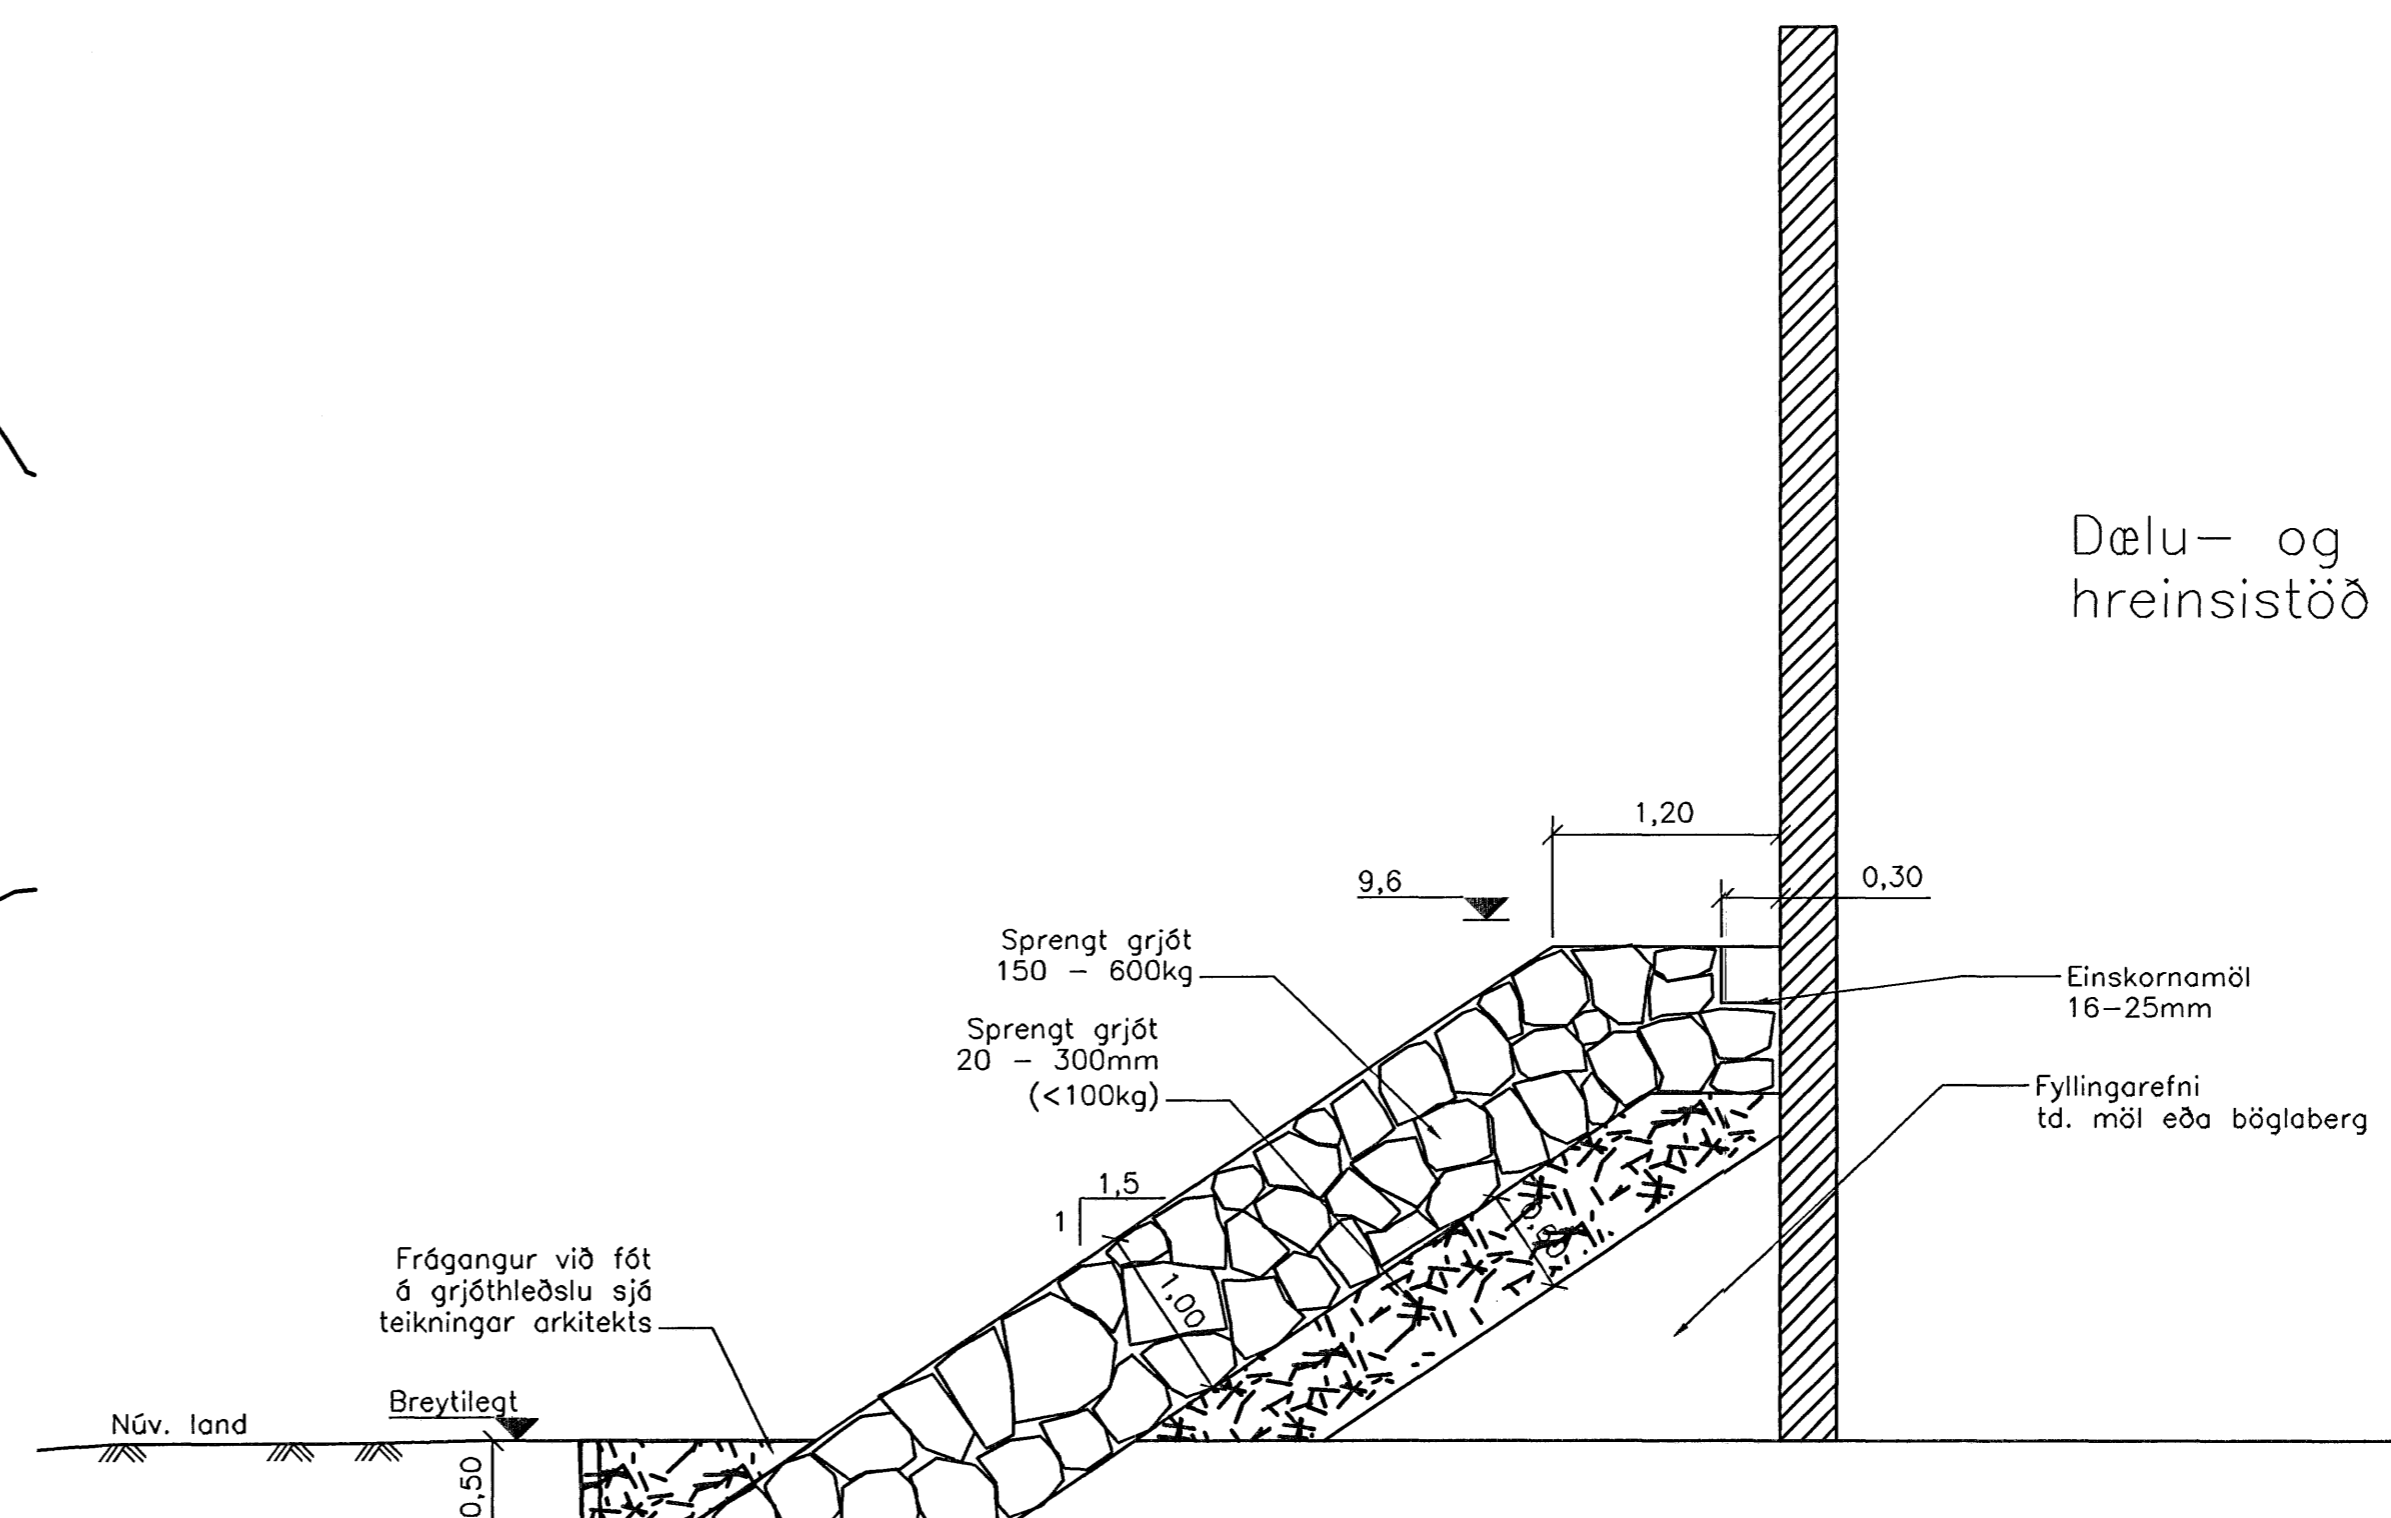 Dælu- og
hreinsistöð
1,20
9,6
0,30
Sprengt grjót
150 - 600kg
Einskornamöl
16-25mm
Sprengt grjót
20 - 300mm
(<100kg)
Fyllingarefni
td. möl eða böglaberg
1,5
1
0.80
1,00
Frágangur við fót
á grjóthleðslu sjá
teikningar arkitekts
Breytilegt
Núv. land
0,50